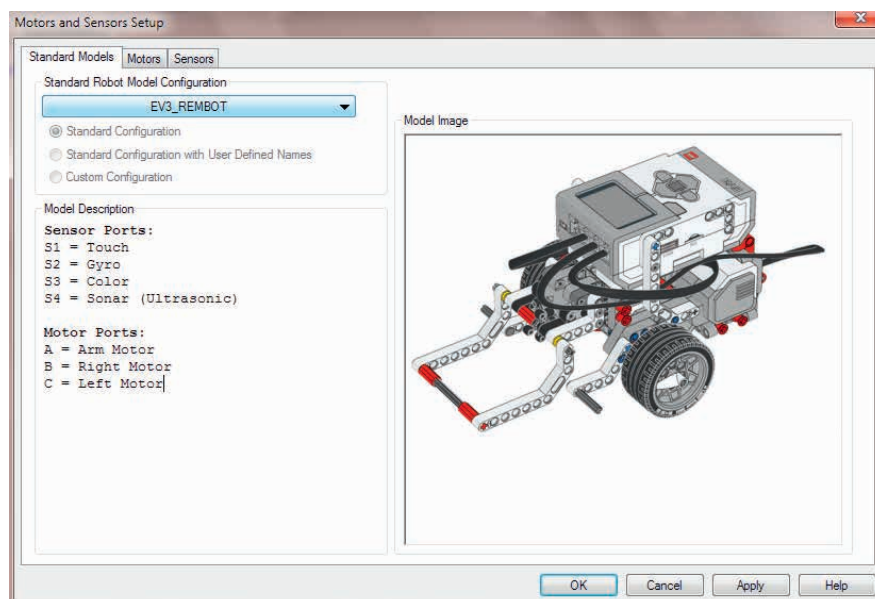 Motors and Sensors Setup
Standard Models Motors Sensors
Standard Robot Model Configuration
EV3_REMBOT
Standard Configuration
Standard Configuration with User Defined Names
Custom Configuration
Model Description
Sensor Ports:
S1 = Touch
S2 = Gyro
S3 = Color
S4 = Sonar (Ultrasonic)
Motor Ports:
A = Arm Motor
B = Right Motor
C = Left Motor
Model Image
OK Cancel Apply Help